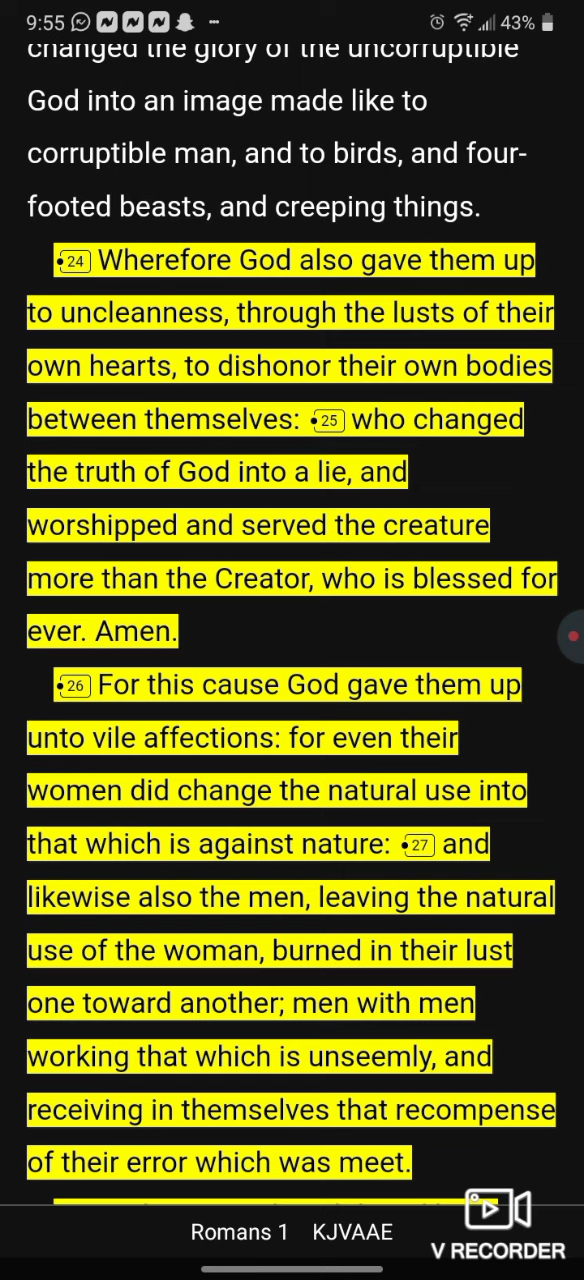 9:55 43%
changed the glory of the uncorruptible
God into an image made like to
corruptible man, and to birds, and four-
footed beasts, and creeping things.
24 Wherefore God also gave them up
to uncleanness, through the lusts of their
own hearts, to dishonor their own bodies
between themselves: 25 who changed
the truth of God into a lie, and
worshipped and served the creature
more than the Creator, who is blessed for
ever. Amen.
26 For this cause God gave them up
unto vile affections: for even their
women did change the natural use into
that which is against nature: 27 and
likewise also the men, leaving the natural
use of the woman, burned in their lust
one toward another; men with men
working that which is unseemly, and
receiving in themselves that recompense
of their error which was meet.
Romans 1 KJVAAE
V RECORDER